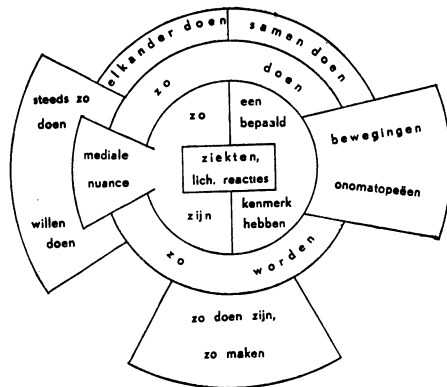 elkander doen
samen doen
zo doen
steeds zo
doen
zo
een
bepaald
bewegingen
onomatopeëen
mediale
nuance
ziekten,
lich. reacties
zijn
kenmerk
hebben
willen
doen
zo worden
zo doen zijn,
zo maken